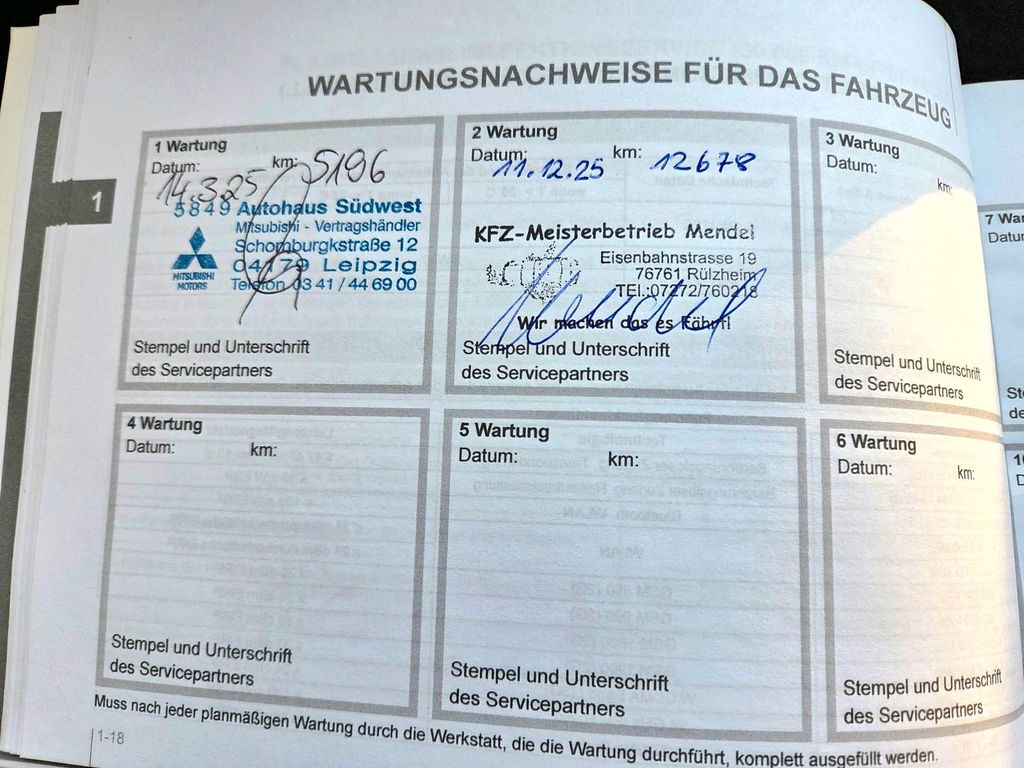 WARTUNGSNACHWEISE FÜR DAS FAHRZEUG
1
1 Wartung
Datum: 14.3.25 km: 5196
5849 Autohaus Südwest
Mitsubishi - Vertragshändler
Schomburgkstraße 12
04179 Leipzig
Telefon 03 41 / 44 69 00
MITSUBISHI
MOTORS
Stempel und Unterschrift
des Servicepartners
2 Wartung
Datum: 11.12.25 km: 12678
KFZ-Meisterbetrieb Mendel
Eisenbahnstrasse 19
76761 Rülzheim
TEL.:07272/760218
Wir machen das es Fährt!
Stempel und Unterschrift
des Servicepartners
3 Wartung
Datum: km:
Stempel und Unterschrift
des Servicepartners
4 Wartung
Datum: km:
Stempel und Unterschrift
des Servicepartners
5 Wartung
Datum: km:
Stempel und Unterschrift
des Servicepartners
6 Wartung
Datum: km:
Stempel und Unterschrift
des Servicepartners
7 War
Datu
Muss nach jeder planmäßigen Wartung durch die Werkstatt, die die Wartung durchführt, komplett ausgefüllt werden.
1-18